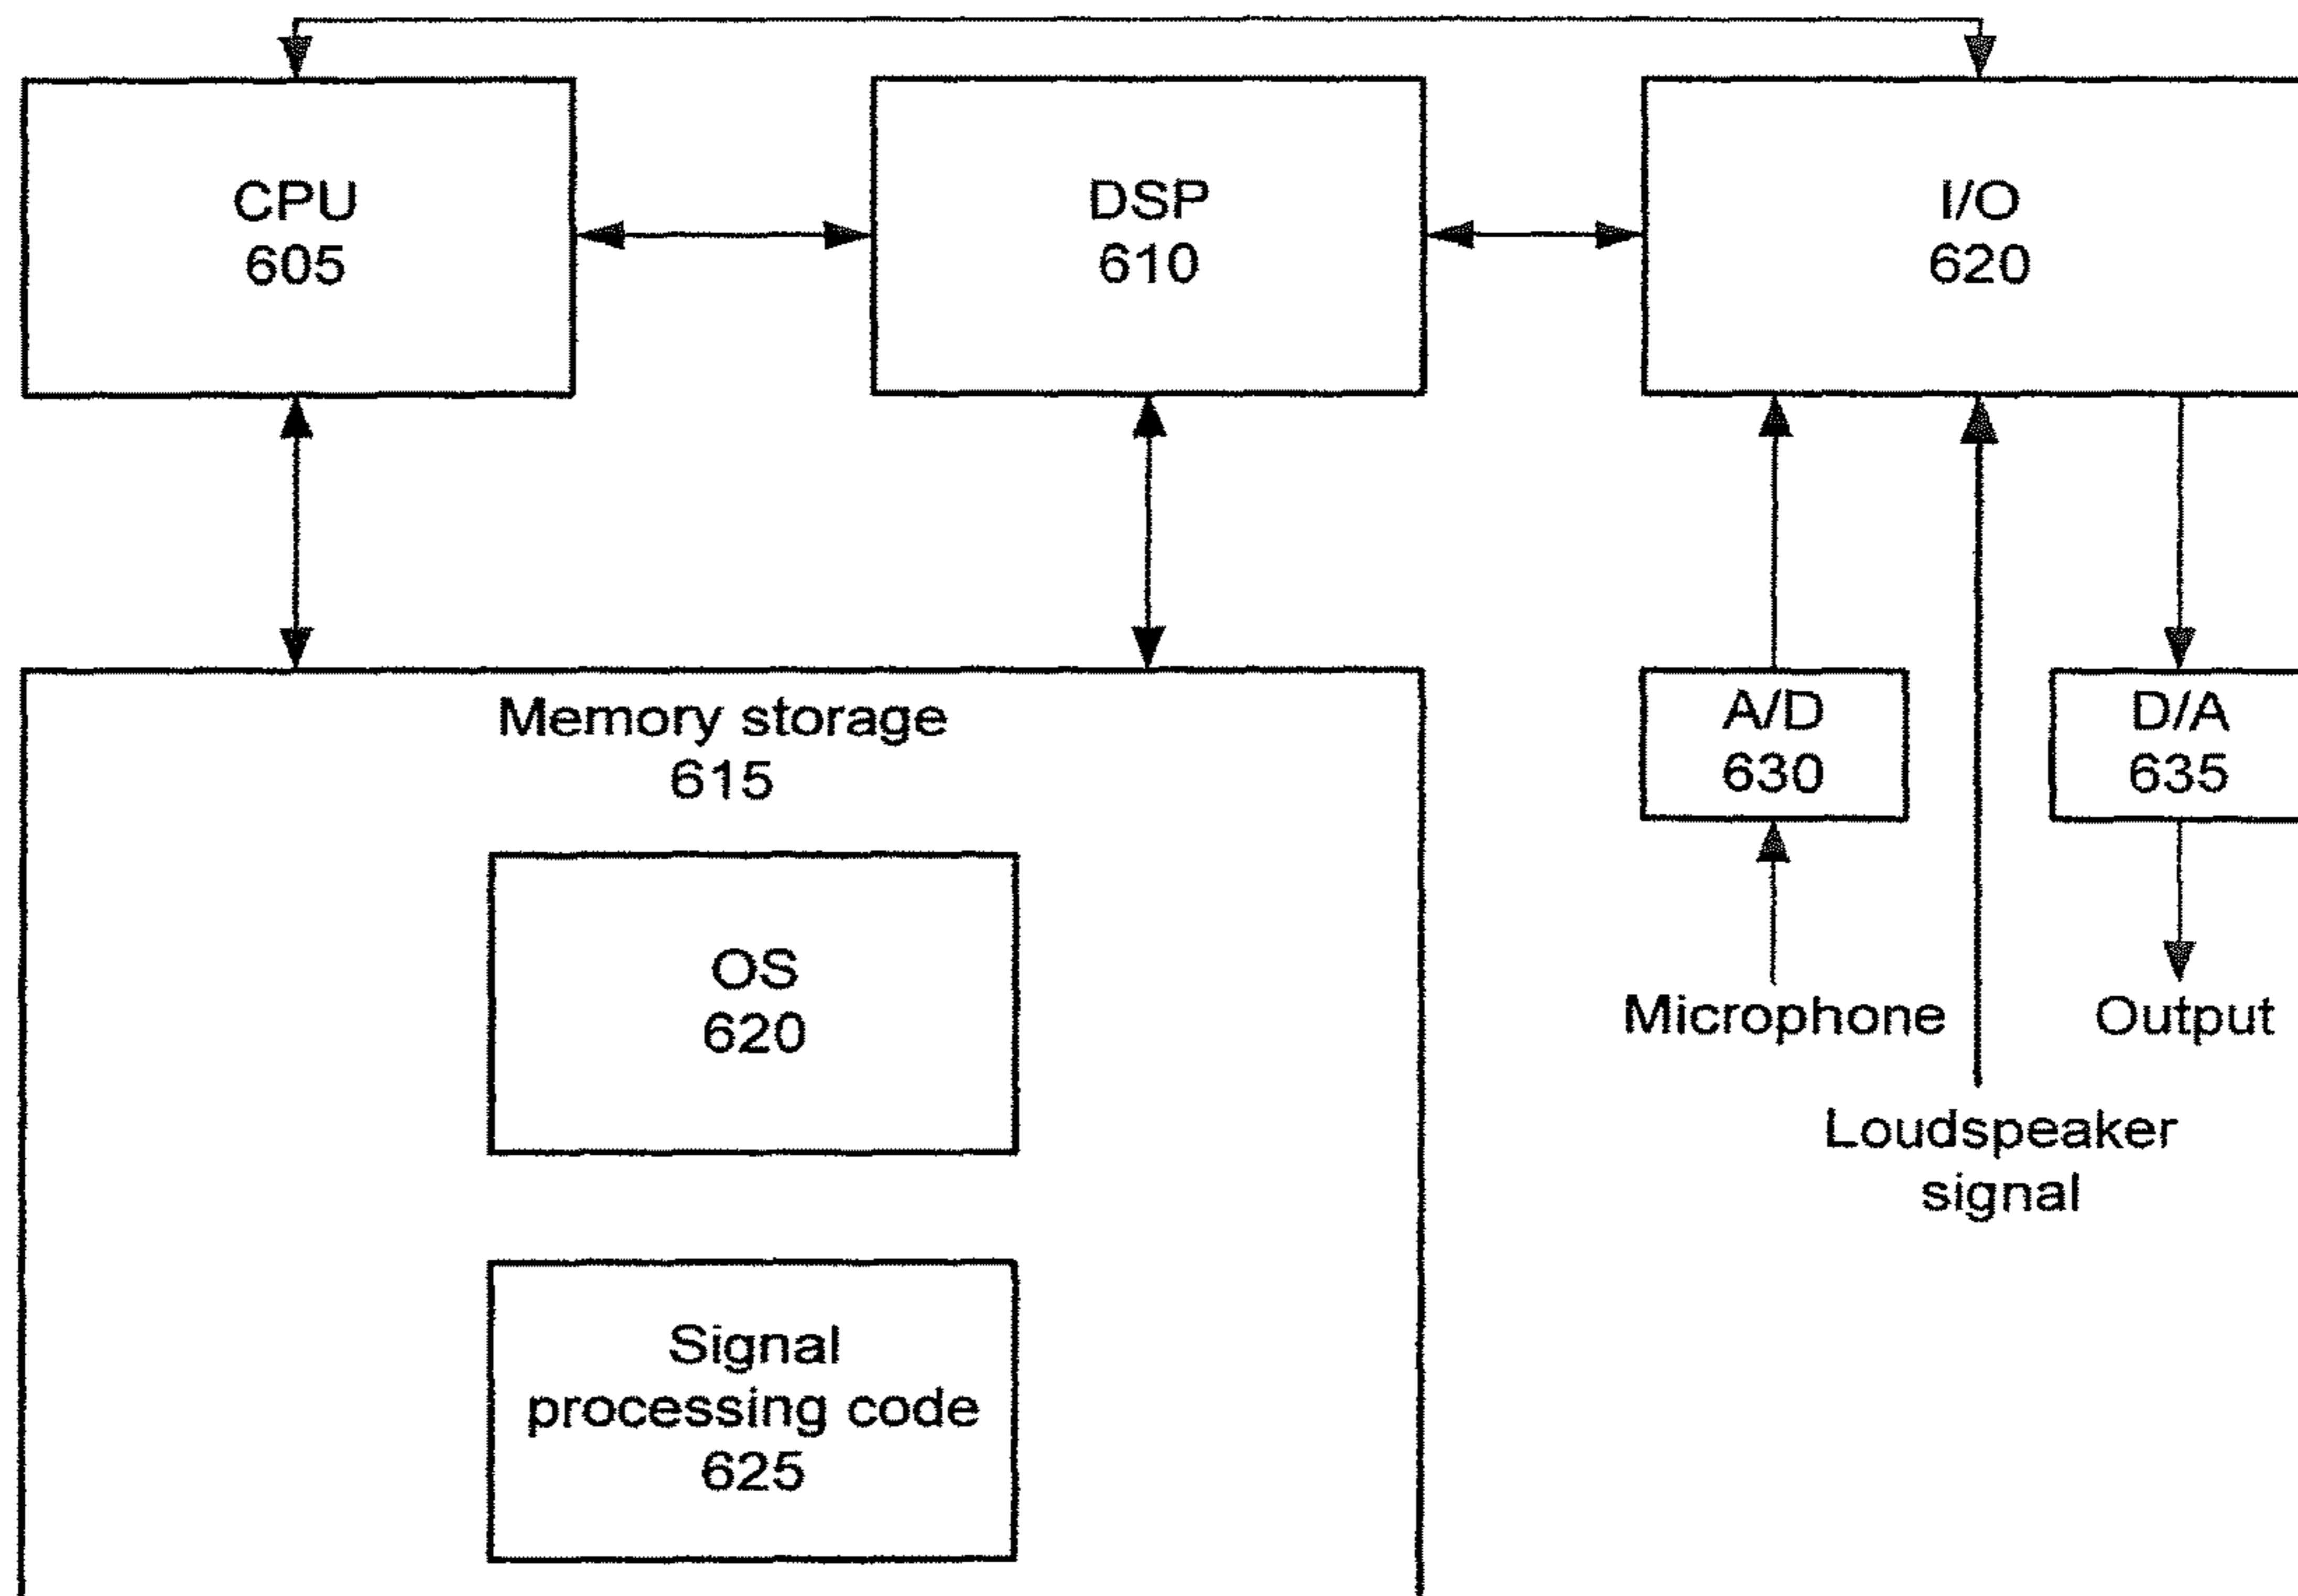 CPU
605
DSP
610
I/O
620
Memory storage
615
A/D
630
D/A
635
OS
620
Microphone
Output
Loudspeaker
signal
Signal
processing code
625